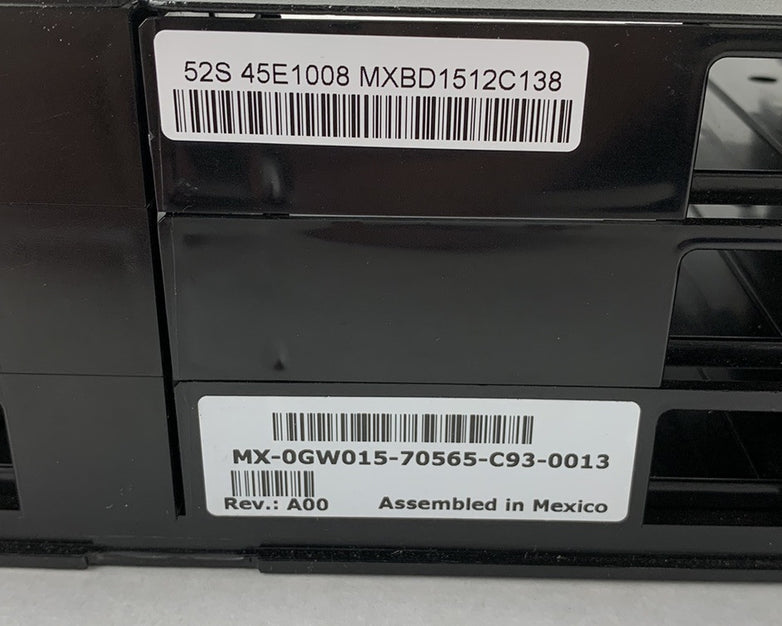 52S 45E1008 MXBD1512C138
MX-0GW015-70565-C93-0013
Rev.: A00 Assembled in Mexico